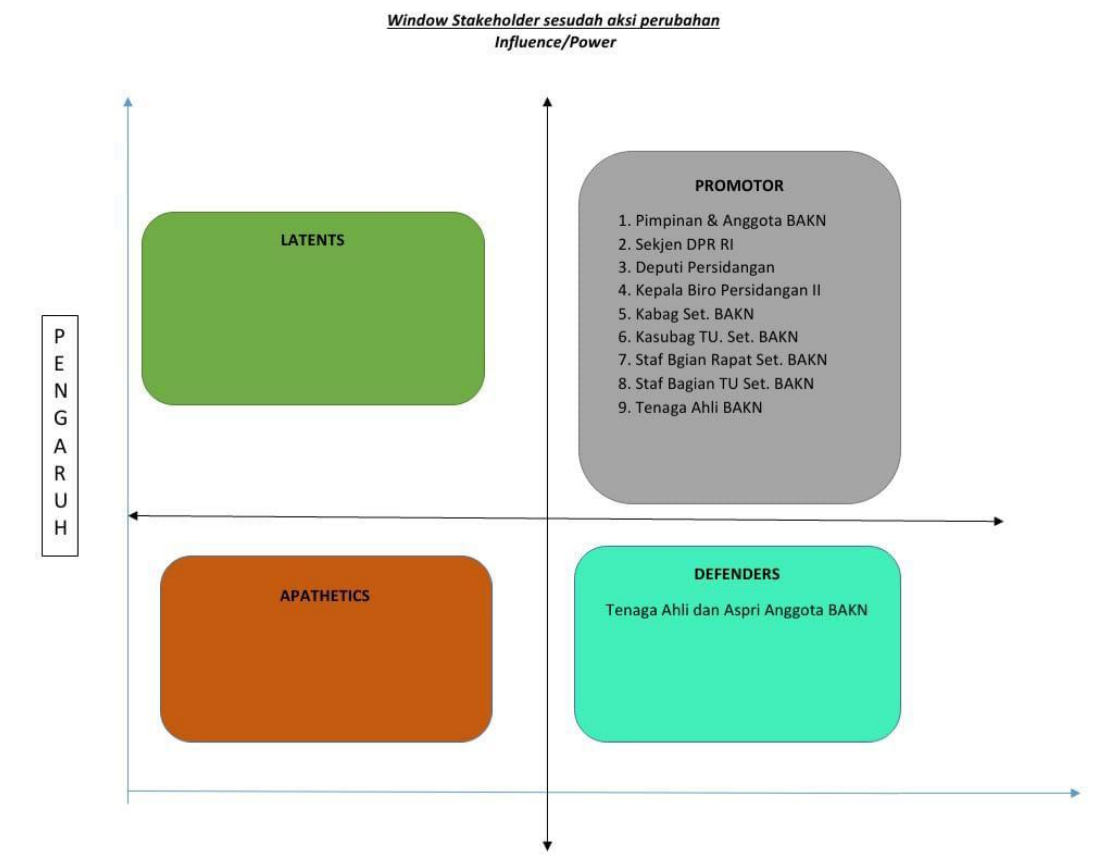 Window Stakeholder sesudah aksi perubahan
Influence/Power
PENGARUH
LATENTS
PROMOTOR
1. Pimpinan & Anggota BAKN
2. Sekjen DPR RI
3. Deputi Persidangan
4. Kepala Biro Persidangan II
5. Kabag Set. BAKN
6. Kasubag TU. Set. BAKN
7. Staf Bgian Rapat Set. BAKN
8. Staf Bagian TU Set. BAKN
9. Tenaga Ahli BAKN
APATHETICS
DEFENDERS
Tenaga Ahli dan Aspri Anggota BAKN